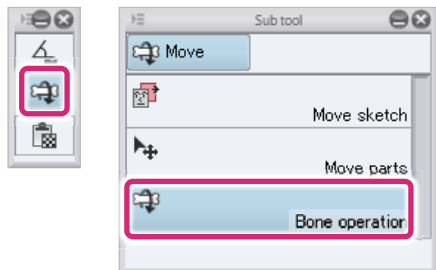 Sub tool
Move
Move sketch
Move parts
Bone operation